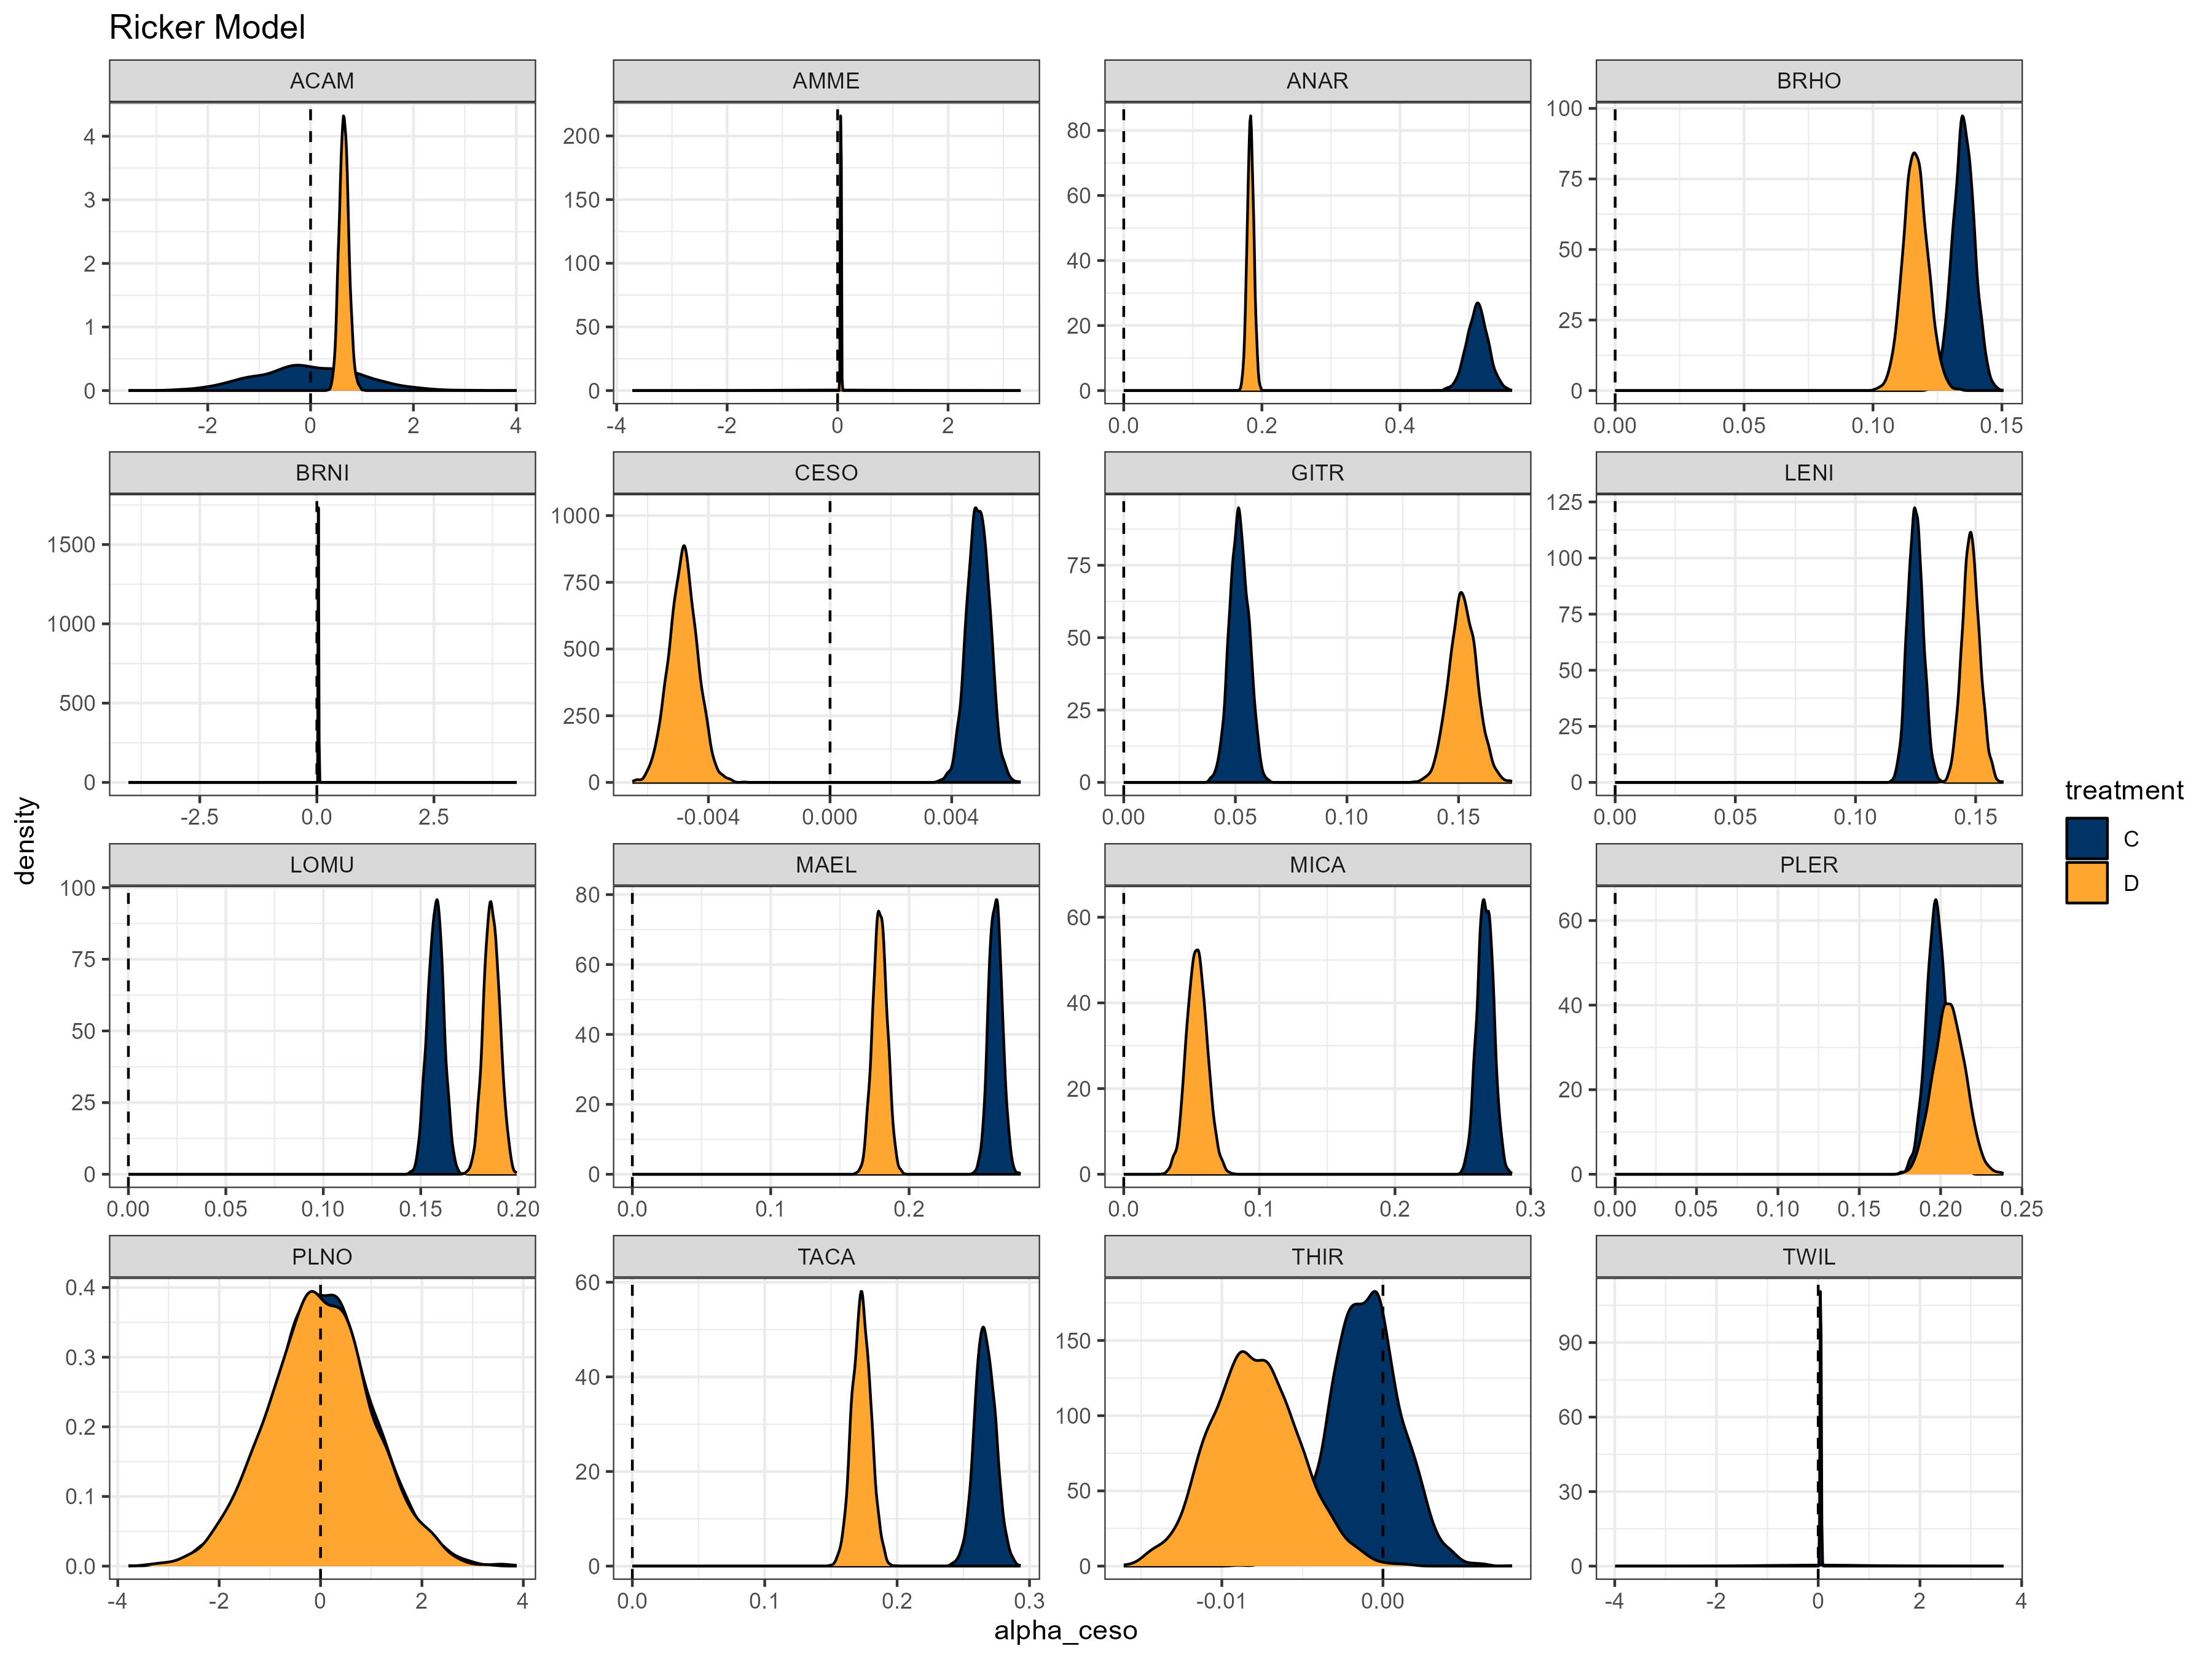 Ricker Model
ACAM AMME ANAR BRHO
4 3 2 1 0
200 150 100 50 0
80 60 40 20 0
100 75 50 25 0
-2 0 2 4
-4 -2 0 2
0.0 0.2 0.4
0.00 0.05 0.10 0.15
BRNI CESO GITR LENI
1500 1000 500 0
1000 750 500 250 0
75 50 25 0
125 100 75 50 25 0
-2.5 0.0 2.5
-0.004 0.000 0.004
0.00 0.05 0.10 0.15
0.00 0.05 0.10 0.15
LOMU MAEL MICA PLER
100 75 50 25 0
80 60 40 20 0
60 40 20 0
60 40 20 0
0.00 0.05 0.10 0.15 0.20
0.0 0.1 0.2
0.0 0.1 0.2 0.3
0.00 0.05 0.10 0.15 0.20 0.25
PLNO TACA THIR TWIL
0.4 0.3 0.2 0.1 0.0
60 40 20 0
150 100 50 0
90 60 30 0
-4 -2 0 2 4
0.0 0.1 0.2 0.3
-0.01 0.00
-4 -2 0 2 4
alpha_ceso
density
treatment
C
D